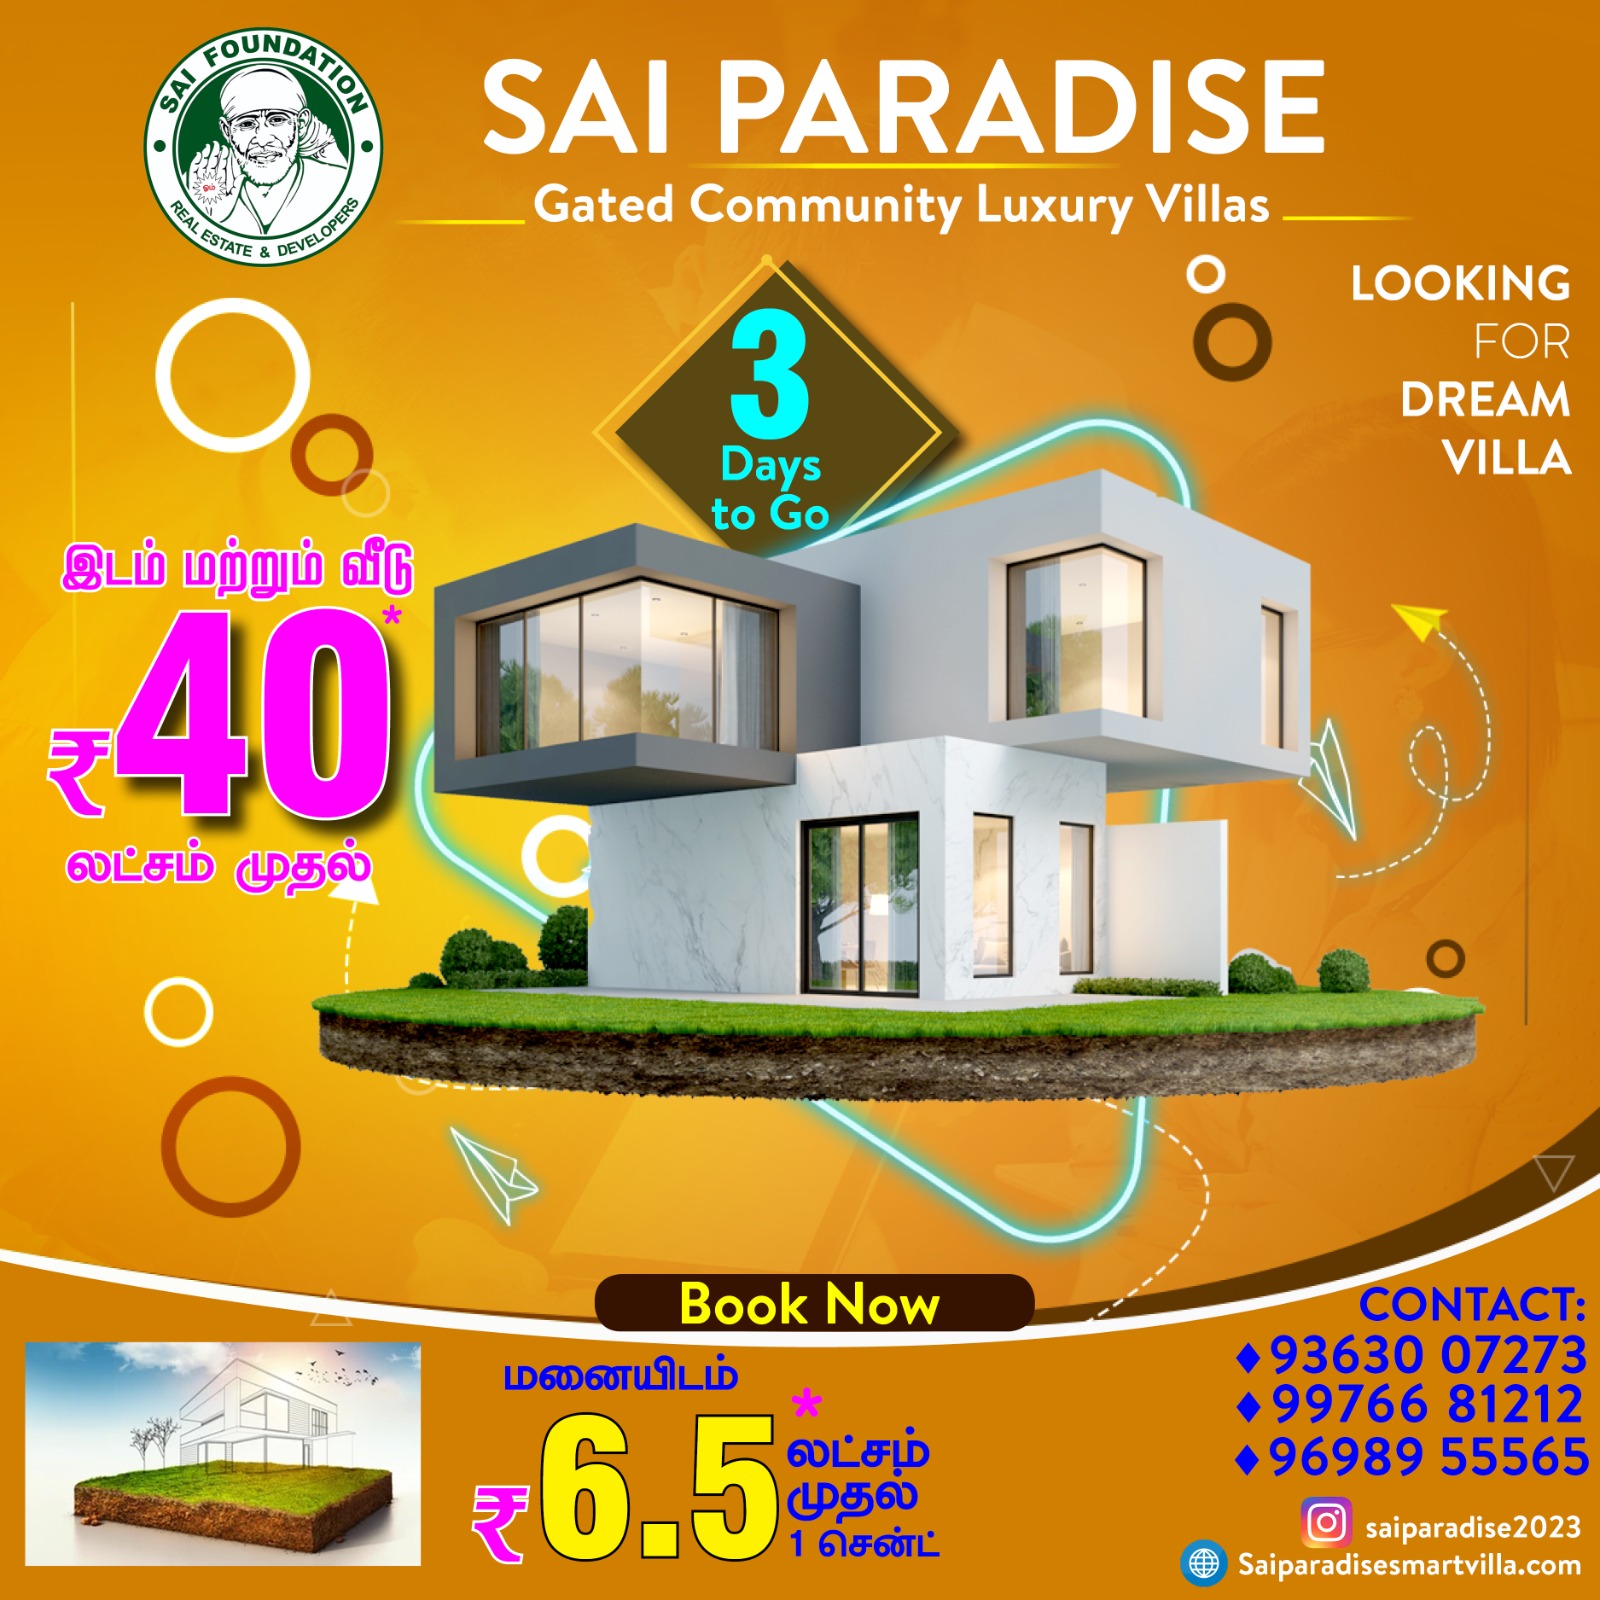 SAI FOUNDATION
REAL ESTATE & DEVELOPERS
ஓம்
SAI PARADISE
Gated Community Luxury Villas
LOOKING
FOR
DREAM
VILLA
3
Days
to Go
இடம் மற்றும் வீடு
₹40*
லட்சம் முதல்
Book Now
மனையிடம்
₹6.5*
லட்சம்
முதல்
1 சென்ட்
CONTACT:
♦93630 07273
♦99766 81212
♦96989 55565
saiparadise2023
Saiparadisesmartvilla.com